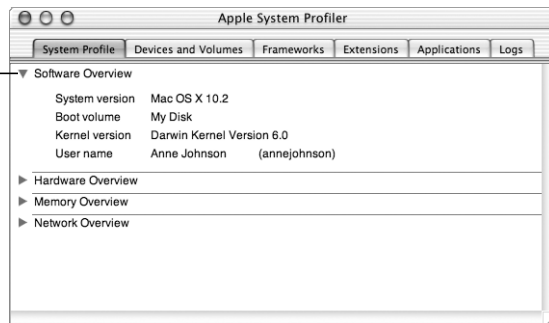 Apple System Profiler
System Profile Devices and Volumes Frameworks Extensions Applications Logs
Software Overview
System version Mac OS X 10.2
Boot volume My Disk
Kernel version Darwin Kernel Version 6.0
User name Anne Johnson (annejohnson)
Hardware Overview
Memory Overview
Network Overview